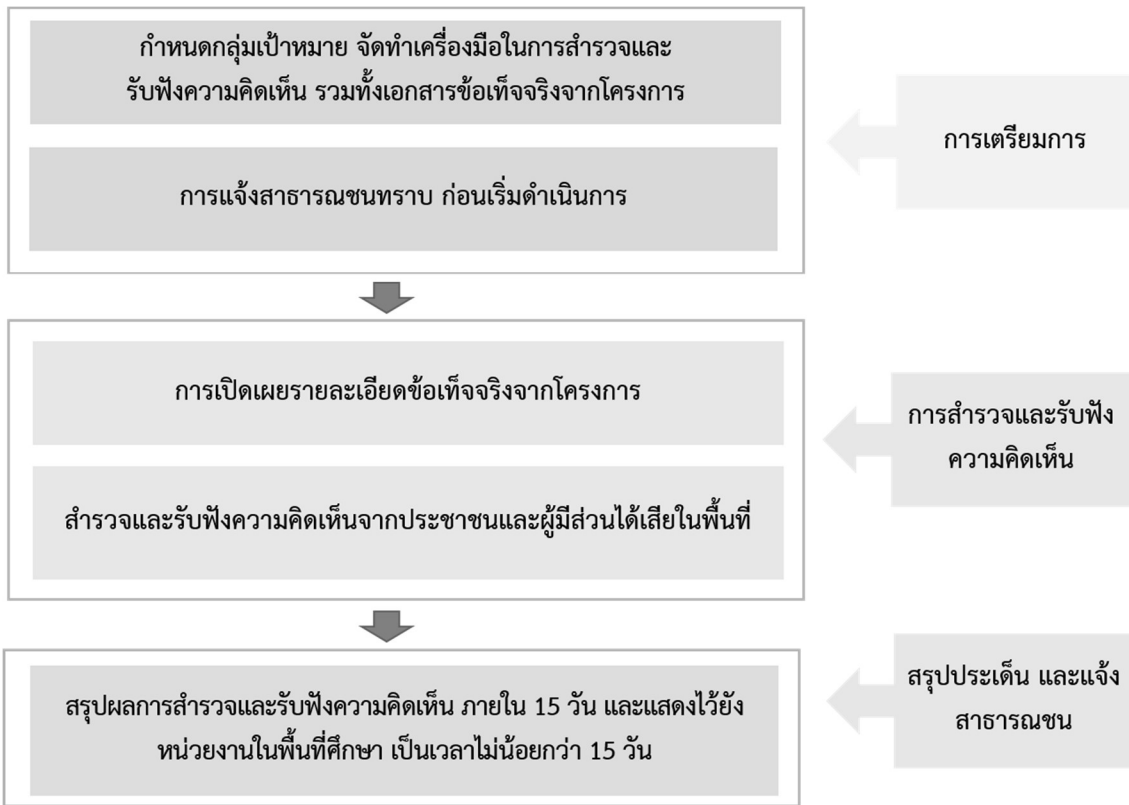 กำหนดกลุ่มเป้าหมาย จัดทำเครื่องมือในการสำรวจและ
รับฟังความคิดเห็น รวมทั้งเอกสารข้อเท็จจริงจากโครงการ
การแจ้งสาธารณชนทราบ ก่อนเริ่มดำเนินการ
การเตรียมการ
การเปิดเผยรายละเอียดข้อเท็จจริงจากโครงการ
สำรวจและรับฟังความคิดเห็นจากประชาชนและผู้มีส่วนได้เสียในพื้นที่
การสำรวจและรับฟัง
ความคิดเห็น
สรุปผลการสำรวจและรับฟังความคิดเห็น ภายใน 15 วัน และแสดงไว้ยัง
หน่วยงานในพื้นที่ศึกษา เป็นเวลาไม่น้อยกว่า 15 วัน
สรุปประเด็น และแจ้ง
สาธารณชน